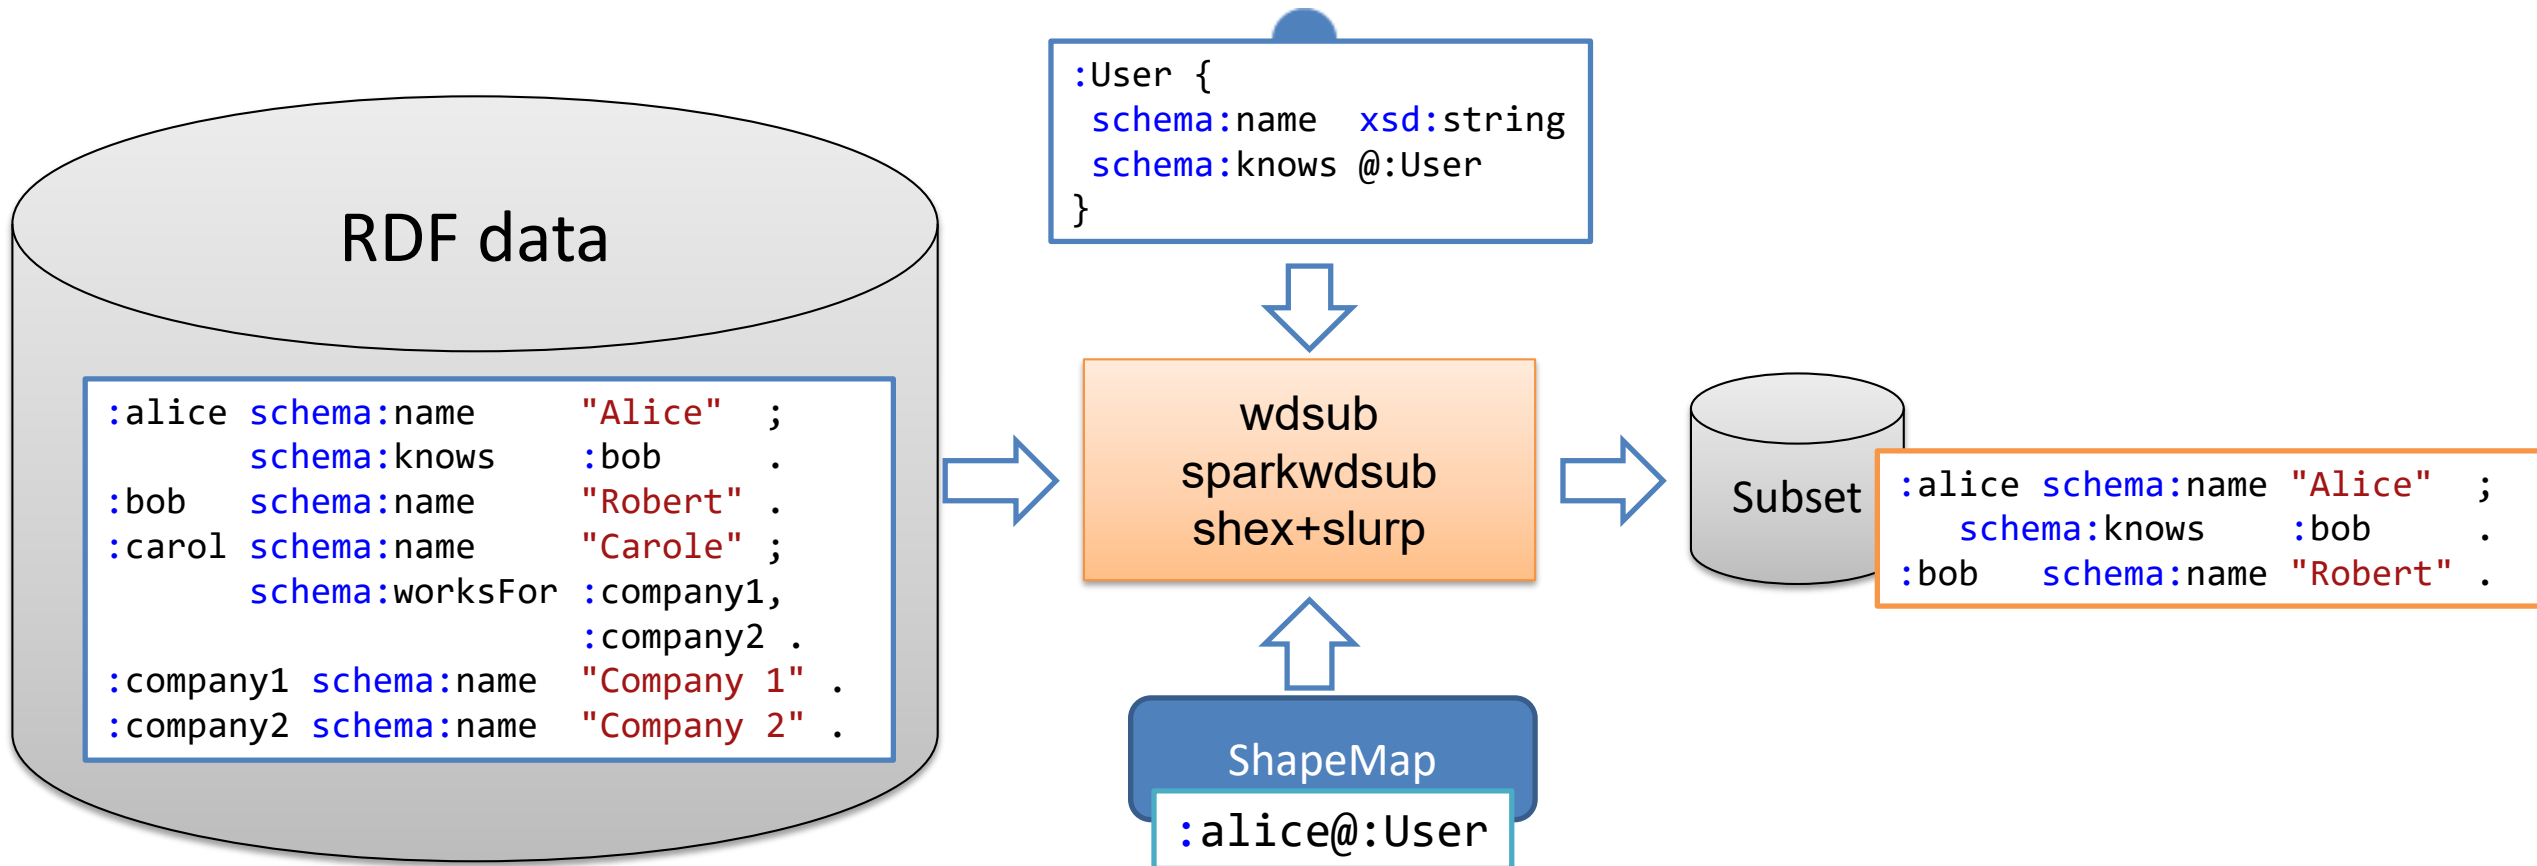 RDF data
:alice schema:name "Alice" ;
schema:knows :bob .
:bob schema:name "Robert" .
:carol schema:name "Carole" ;
schema:worksFor :company1,
:company2 .
:company1 schema:name "Company 1" .
:company2 schema:name "Company 2" .
:User {
schema:name xsd:string
schema:knows @:User
}
wdsub
sparkwdsub
shex+slurp
ShapeMap
:alice@:User
Subset
:alice schema:name "Alice" ;
schema:knows :bob .
:bob schema:name "Robert" .